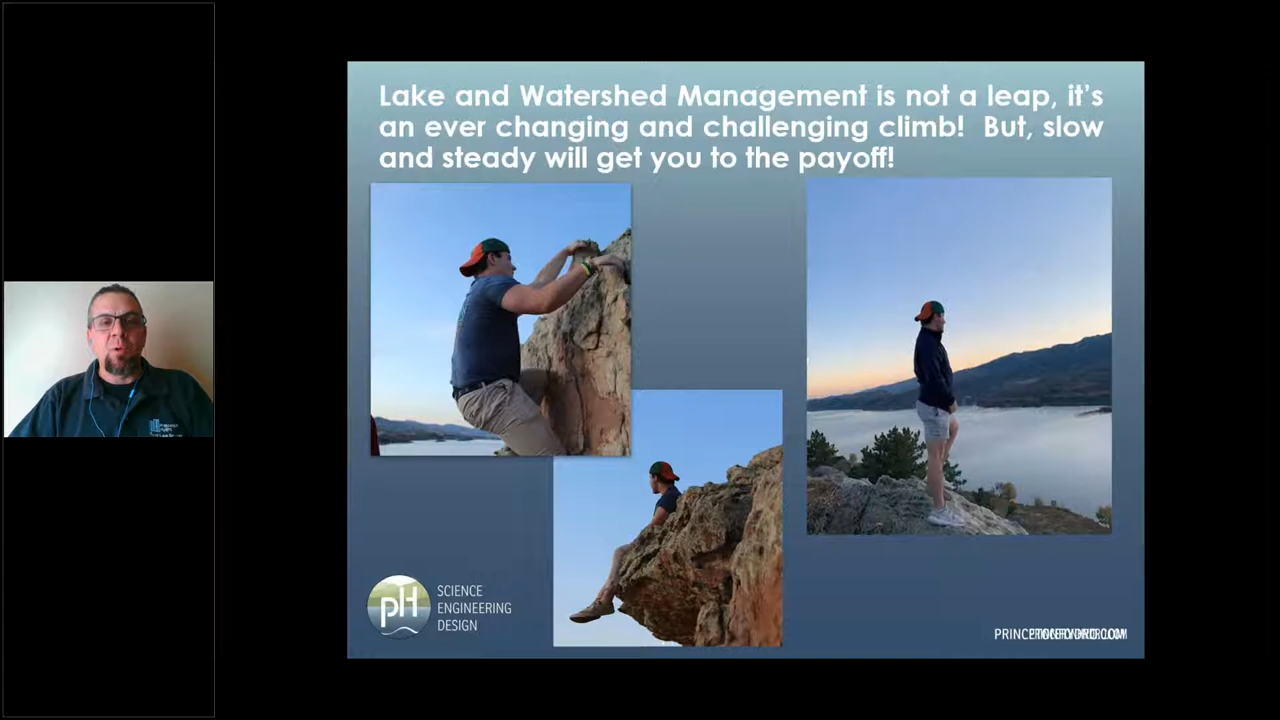 Lake and Watershed Management is not a leap, it's
an ever changing and challenging climb!  But, slow
and steady will get you to the payoff!
pH
SCIENCE
ENGINEERING
DESIGN